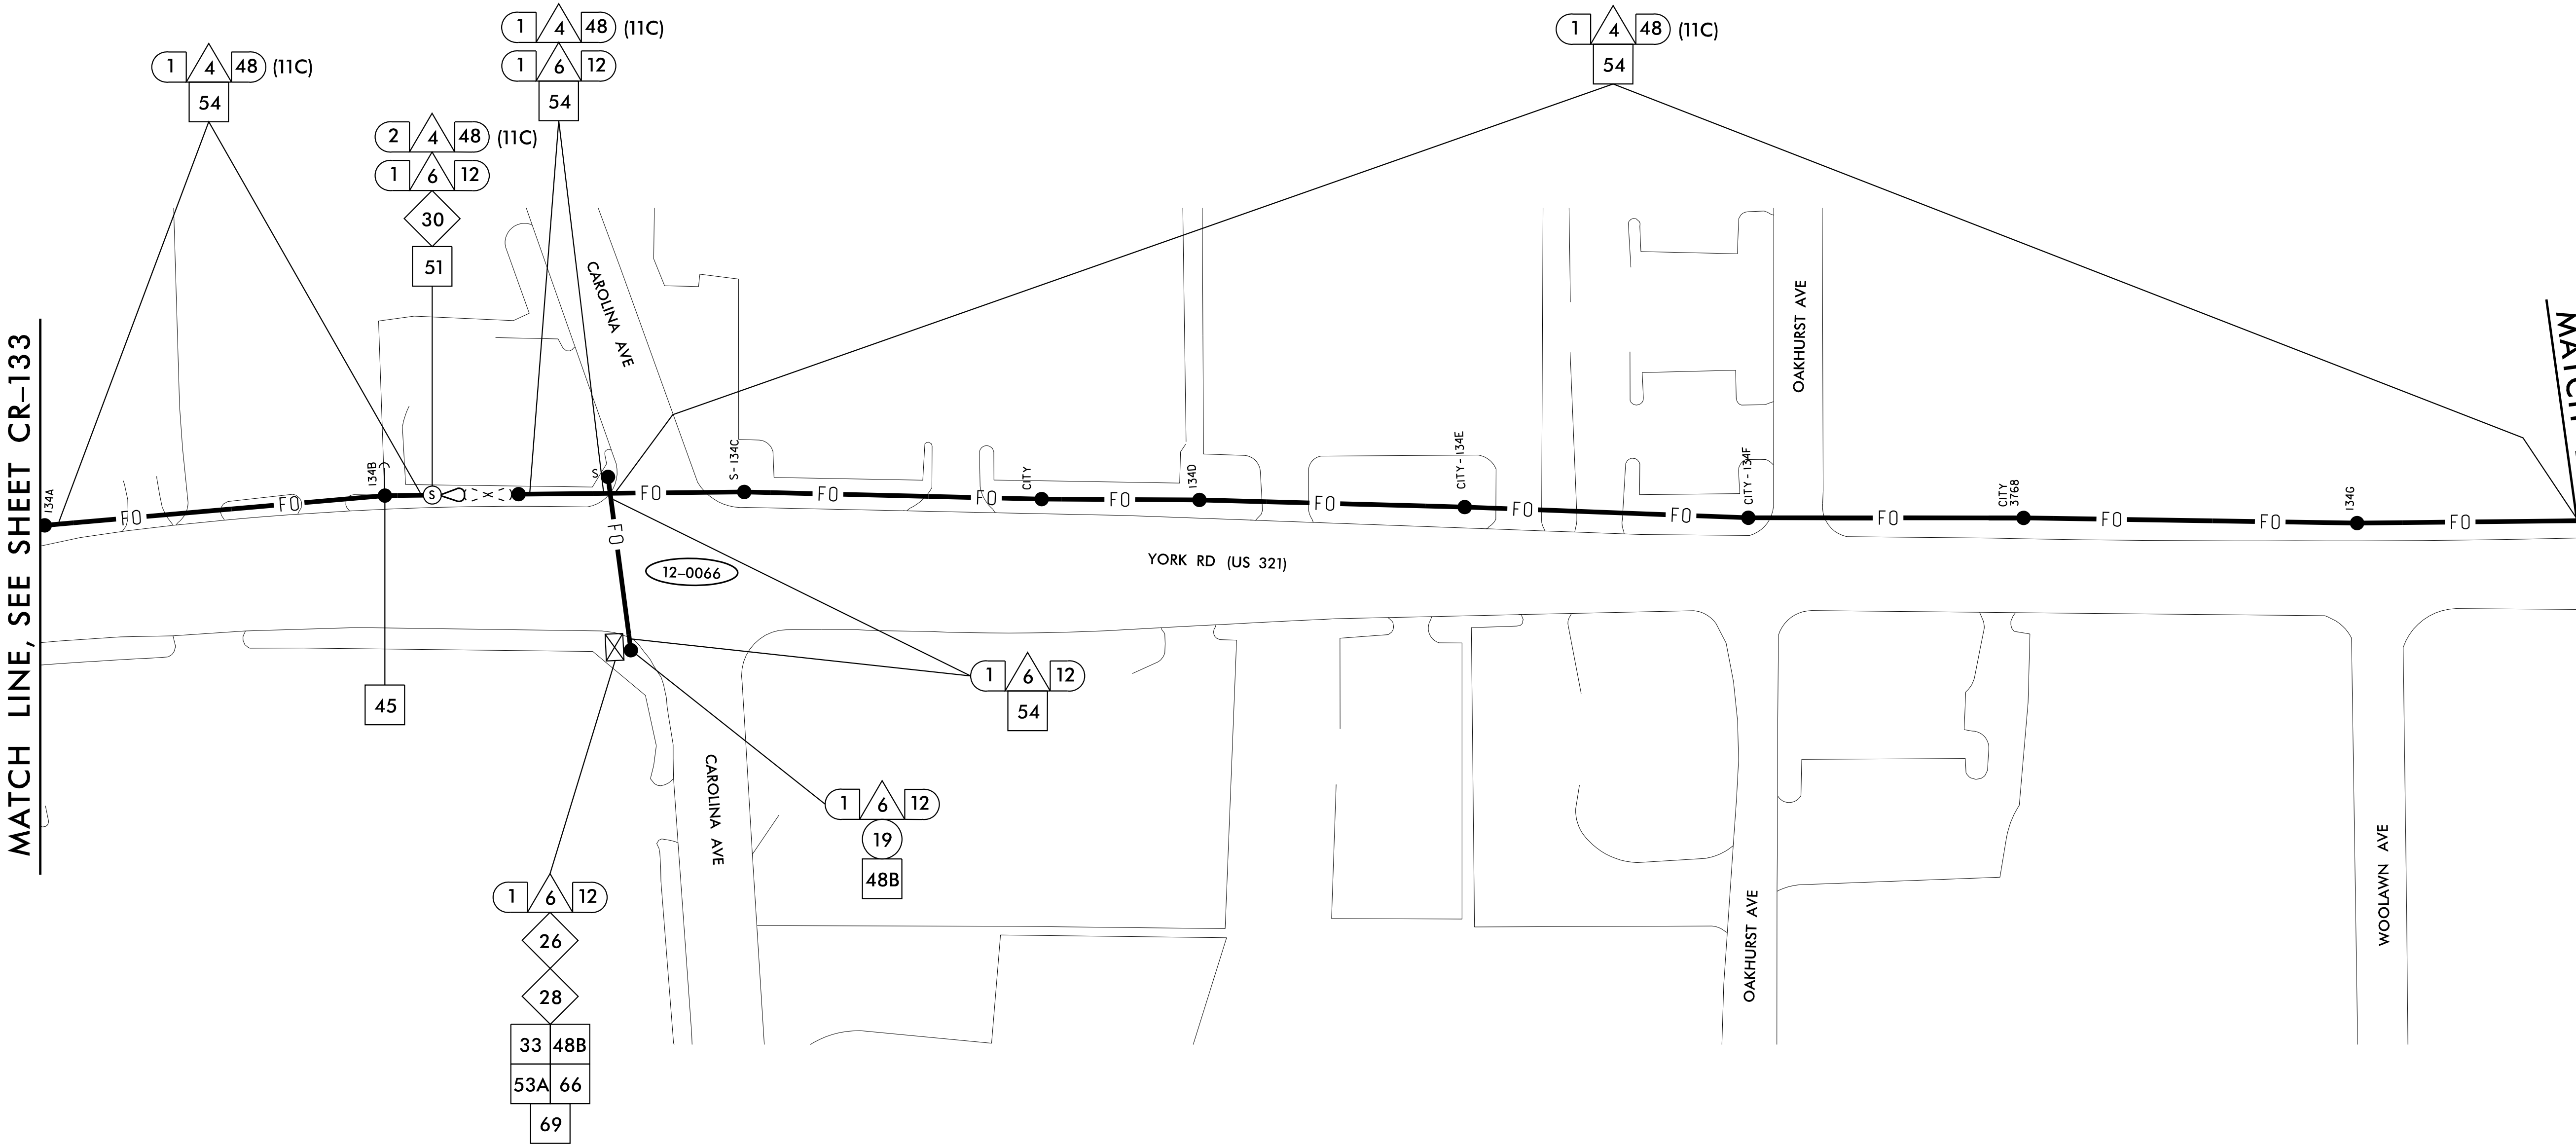 1 4 48 (11C)
54
1 4 48 (11C)
1 6 12
54
1 4 48 (11C)
54
2 4 48 (11C)
1 6 12
30
51
MATCH LINE, SEE SHEET CR-133
CAROLINA AVE
OAKHURST AVE
MATCH
134A
134B
S
S
S-134C
CITY
134D
CITY-134E
CITY-134F
CITY
3768
134G
FO FO FO FO FO FO FO FO FO FO FO FO FO
FO
YORK RD (US 321)
12-0066
45
1 6 12
54
CAROLINA AVE
1 6 12
19
48B
1 6 12
26
28
33 48B
53A 66
69
OAKHURST AVE
WOOLAWN AVE